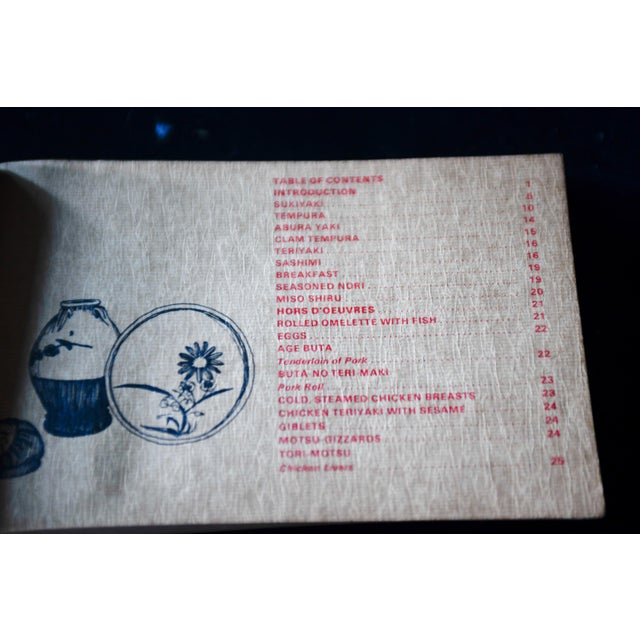 TABLE OF CONTENTS
INTRODUCTION 1
SUKIYAKI 8
TEMPURA 10
ABURA YAKI 14
CLAM TEMPURA 15
TERIYAKI 16
SASHIMI 16
BREAKFAST 19
SEASONED NORI 19
MISO SHIRU 20
HORS D'OEUVRES 21
ROLLED OMELETTE WITH FISH 21
EGGS 22
AGE BUTA
Tenderloin of Pork 22
BUTA NO TERI-MAKI
Pork Roll 23
COLD, STEAMED CHICKEN BREASTS 23
CHICKEN TERIYAKI WITH SESAME 24
GIBLETS 24
MOTSU-GIZZARDS 24
TORI-MOTSU
Chicken Livers 25